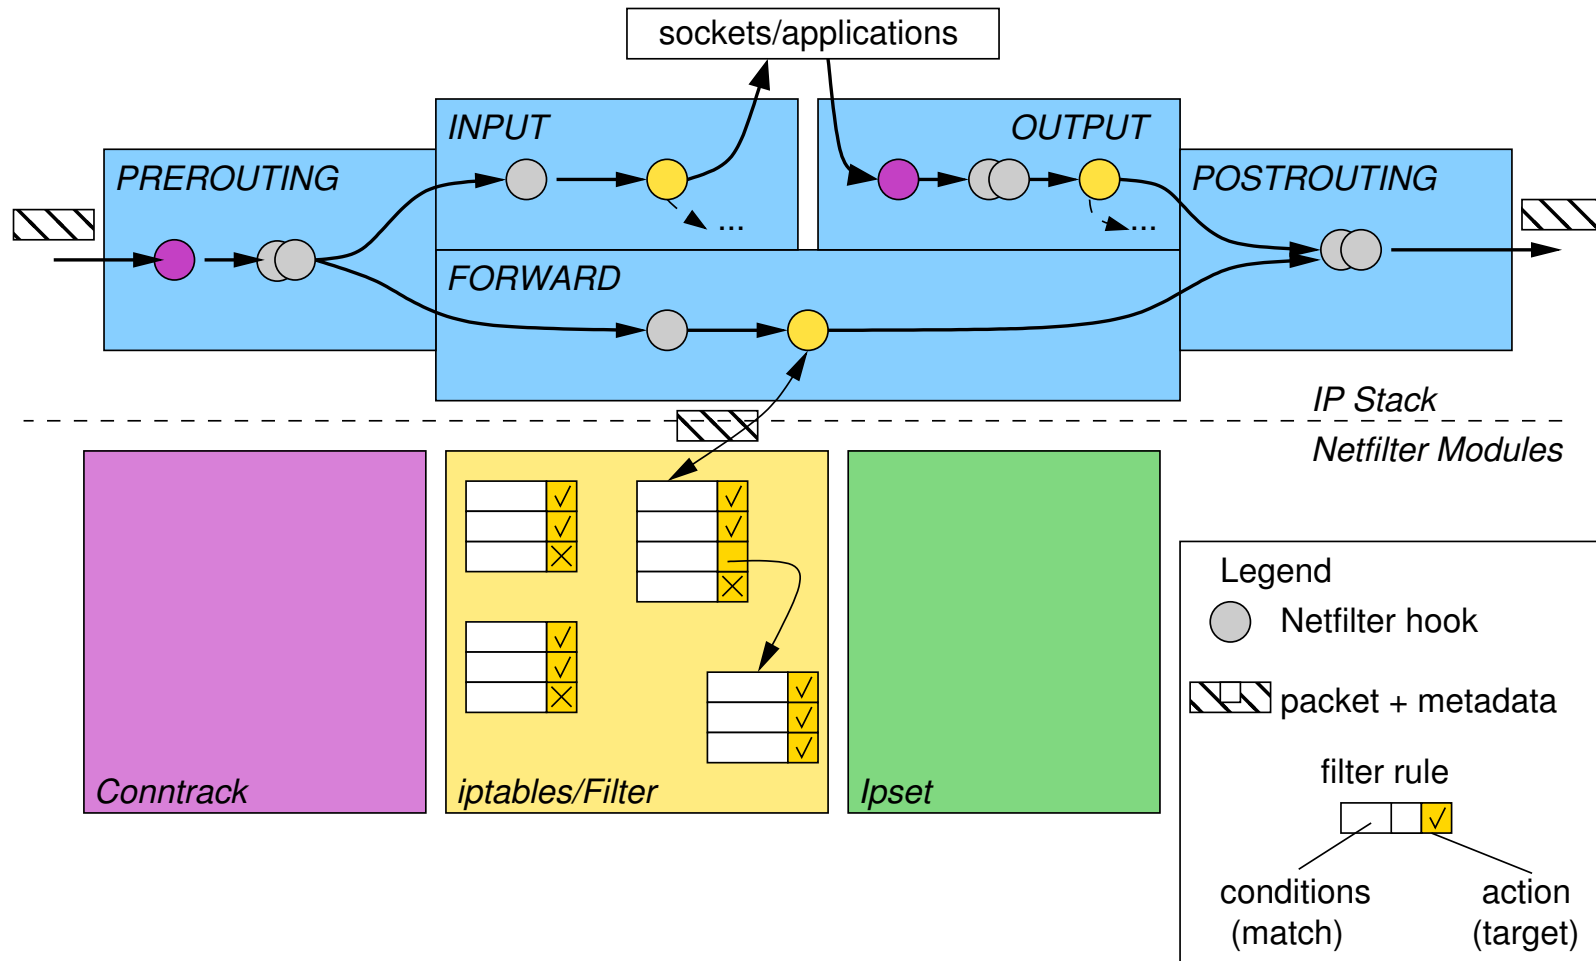 sockets/applications
INPUT
OUTPUT
PREROUTING
POSTROUTING
...
...
FORWARD
IP Stack
Netfilter Modules
Conntrack
iptables/Filter
Ipset
Legend
Netfilter hook
packet + metadata
filter rule
conditions
(match)
action
(target)